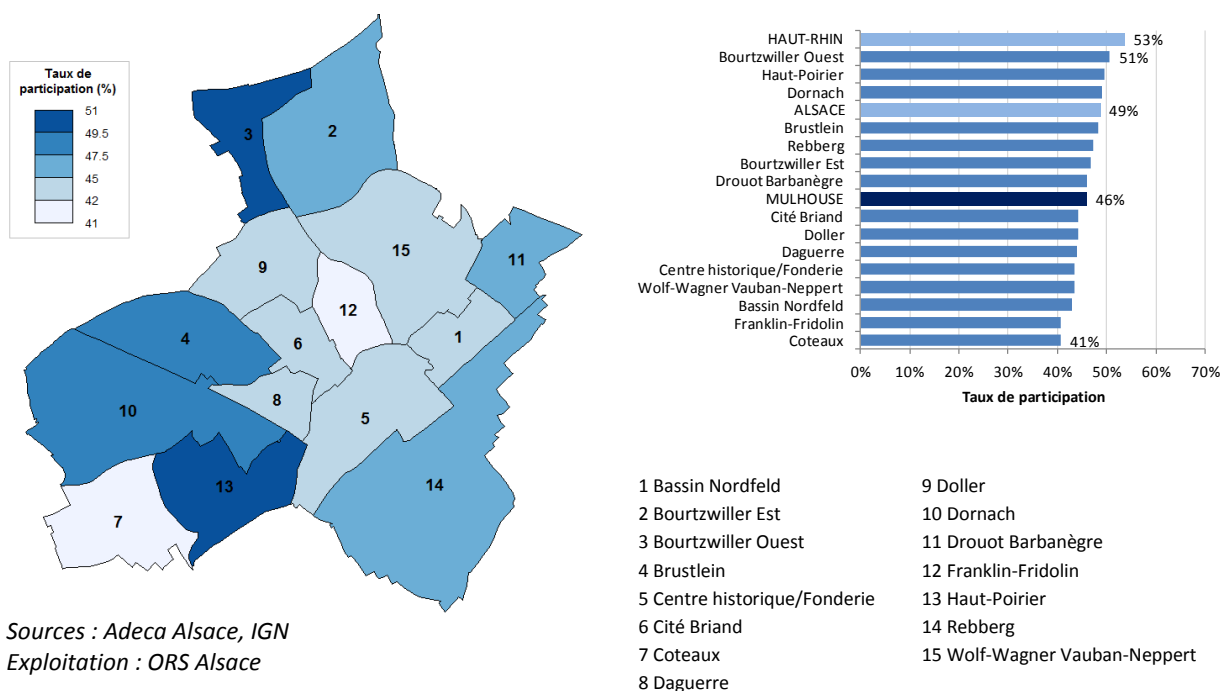 Taux de
participation (%)
51
49.5
47.5
45
42
41
3
2
15
11
9
12
1
4
6
8
5
10
13
14
7
Sources : Adeca Alsace, IGN
Exploitation : ORS Alsace
HAUT-RHIN 53%
Bourtzwiller Ouest 51%
Haut-Poirier
Dornach
ALSACE 49%
Brustlein
Rebberg
Bourtzwiller Est
Drouot Barbanègre
MULHOUSE 46%
Cité Briand
Doller
Daguerre
Centre historique/Fonderie
Wolf-Wagner Vauban-Neppert
Bassin Nordfeld
Franklin-Fridolin
Coteaux 41%
0% 10% 20% 30% 40% 50% 60% 70%
Taux de participation
1 Bassin Nordfeld
2 Bourtzwiller Est
3 Bourtzwiller Ouest
4 Brustlein
5 Centre historique/Fonderie
6 Cité Briand
7 Coteaux
8 Daguerre
9 Doller
10 Dornach
11 Drouot Barbanègre
12 Franklin-Fridolin
13 Haut-Poirier
14 Rebberg
15 Wolf-Wagner Vauban-Neppert